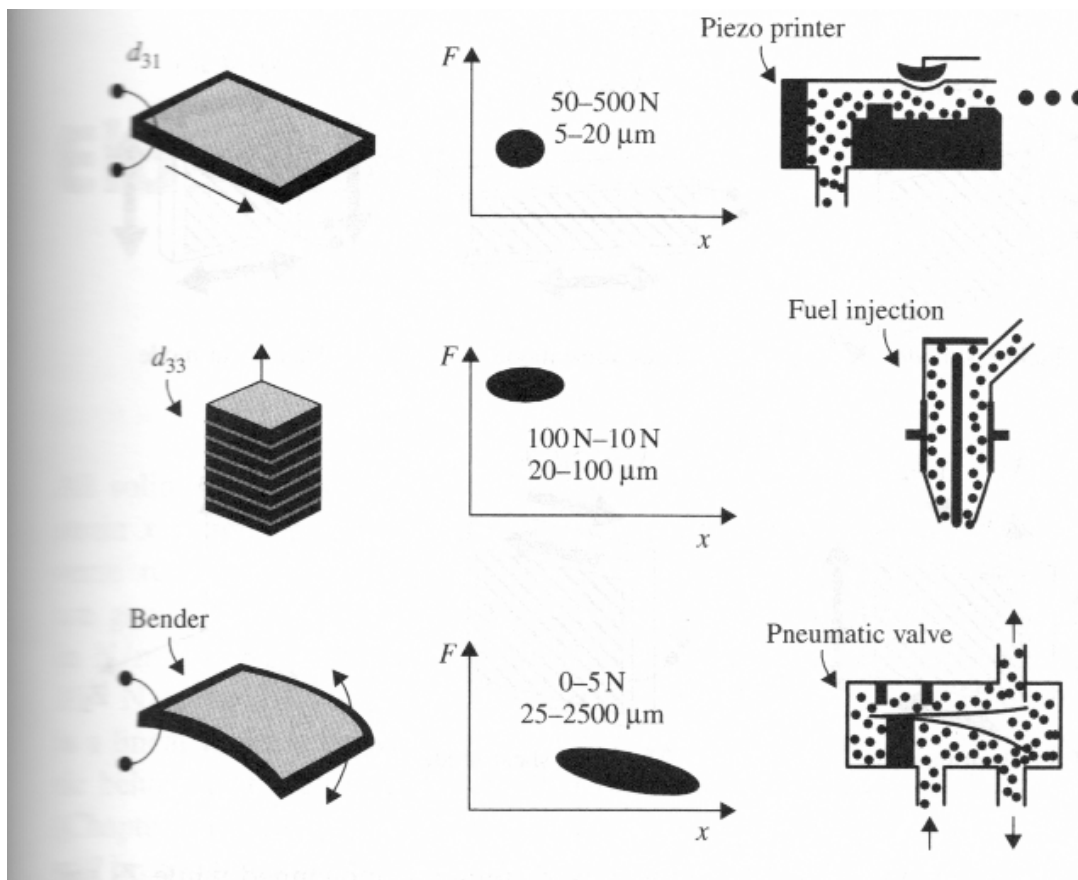 d31
F
50–500 N
5–20 μm
x
Piezo printer
d33
F
100 N–10 N
20–100 μm
x
Fuel injection
Bender
F
0–5 N
25–2500 μm
x
Pneumatic valve